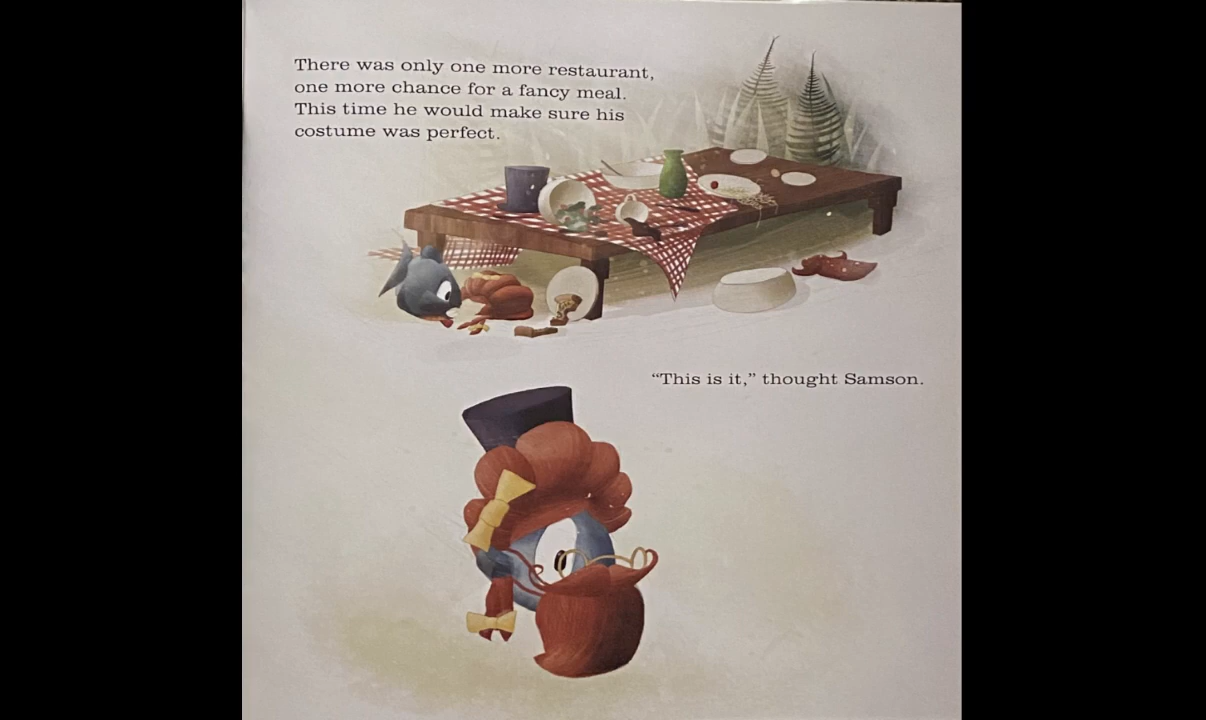 There was only one more restaurant,
one more chance for a fancy meal.
This time he would make sure his
costume was perfect.
“This is it,” thought Samson.